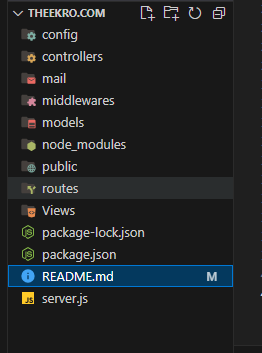 THEEKRO.COM
config
controllers
mail
middlewares
models
node_modules
public
routes
Views
package-lock.json
package.json
README.md M
JS server.js